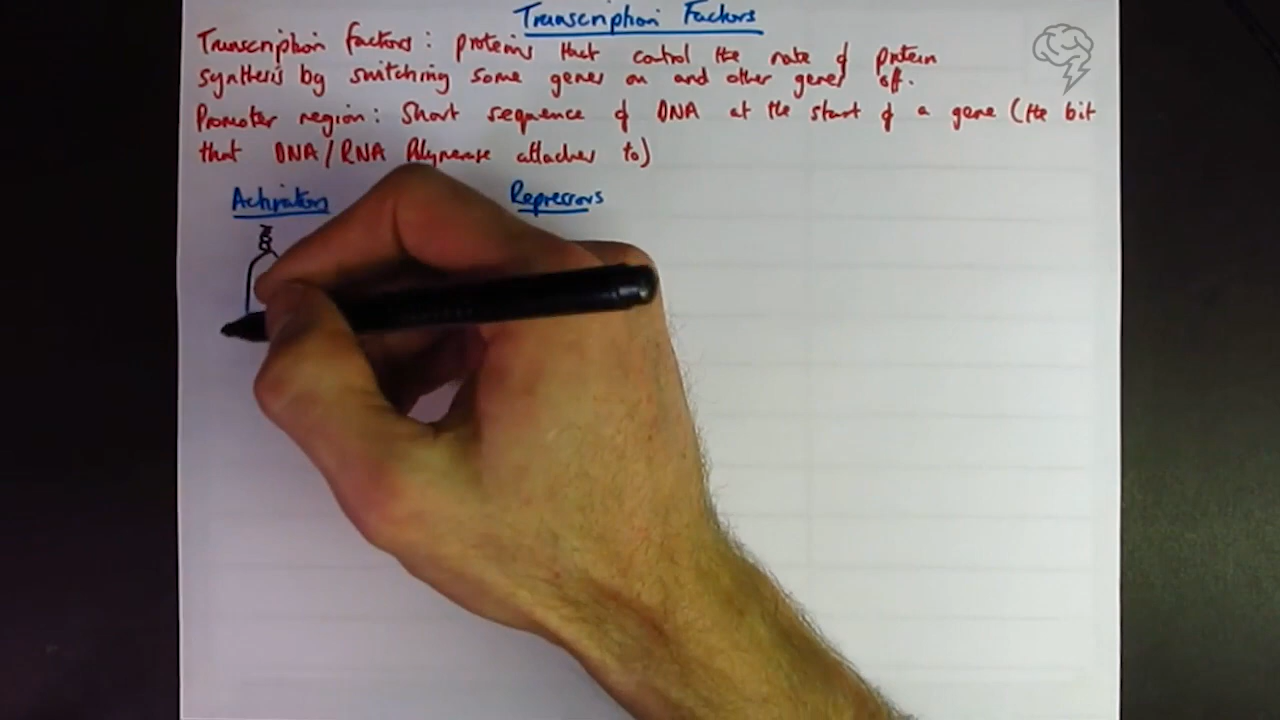 Transcription Factors
Transcription factors: proteins that control the rate of protein
synthesis by switching some genes on and other genes off.
Promoter region: Short sequence of DNA at the start of a gene (the bit
that DNA/RNA Polymerase attaches to)
Activation Repressors